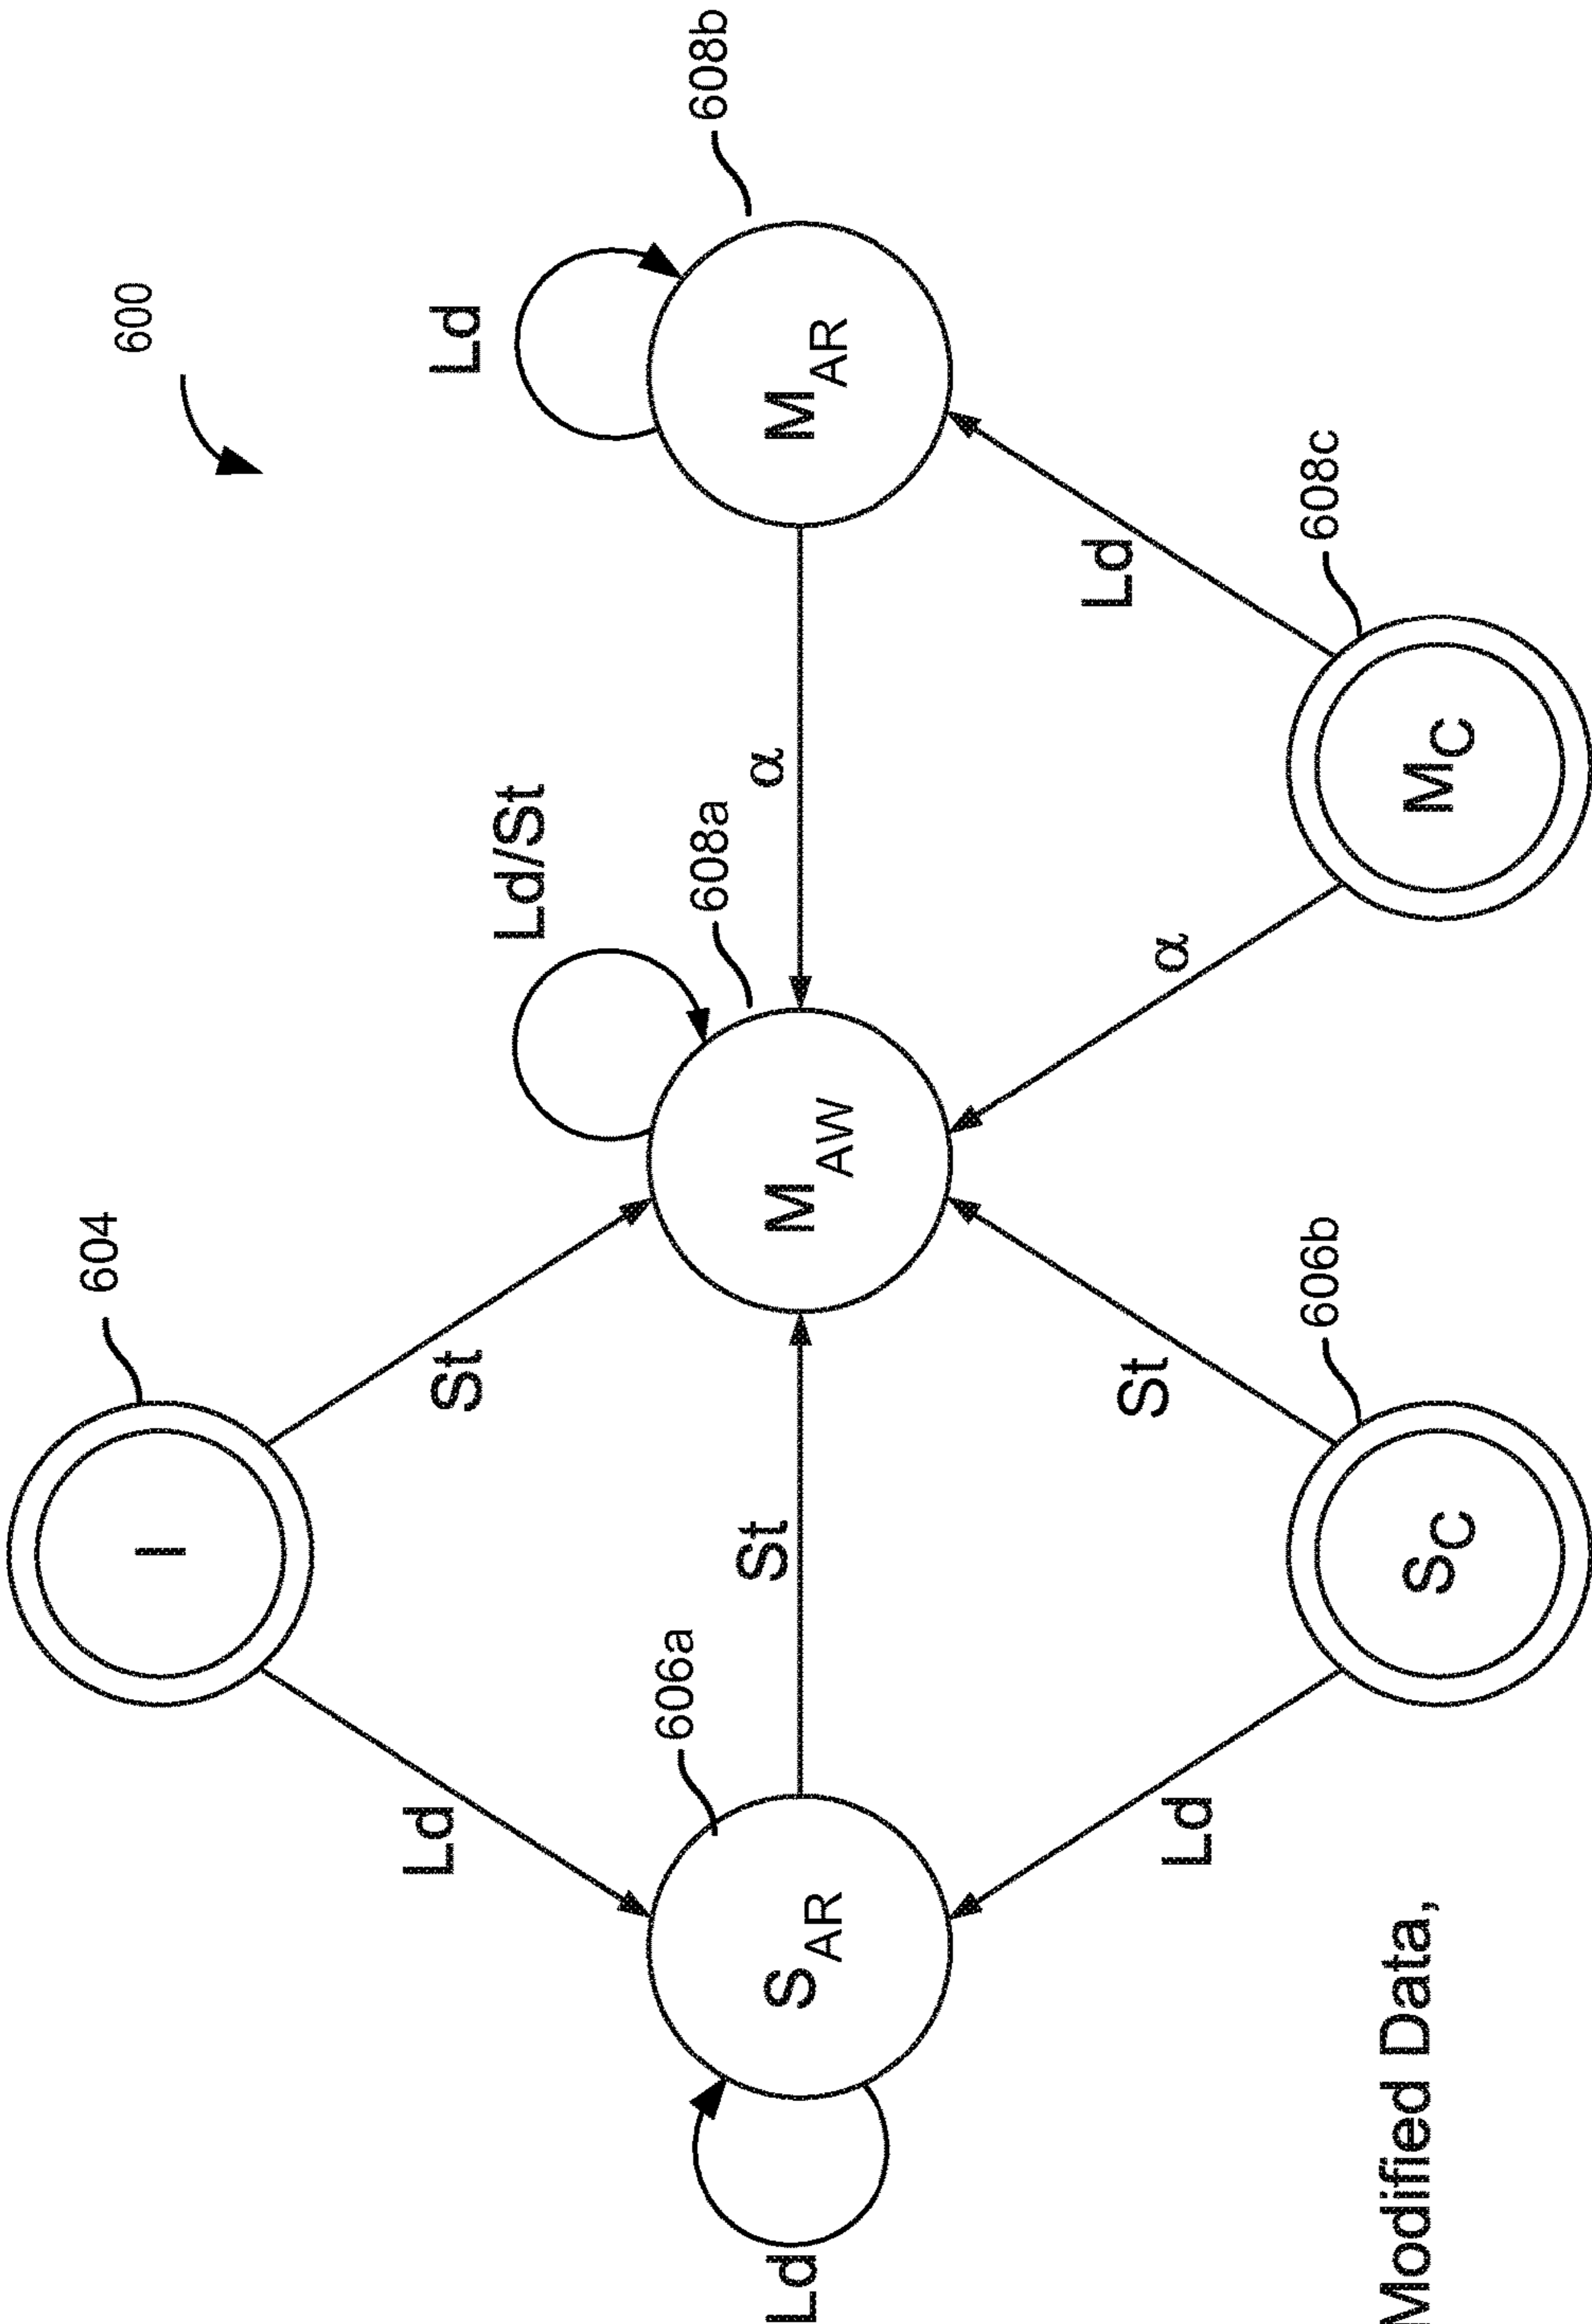 604
600
I
Ld
St
Ld
Ld/St
606a
608a
608b
St
α
Ld
SAR
MAW
MAR
Ld
St
α
Ld
606b
608c
Modified Data,
SC
MC